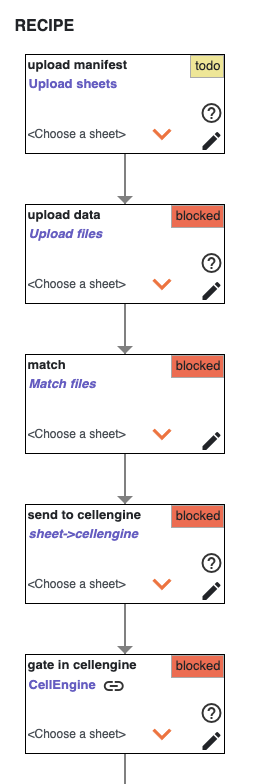 RECIPE
upload manifest
todo
Upload sheets
<Choose a sheet>
upload data
blocked
Upload files
<Choose a sheet>
match
blocked
Match files
<Choose a sheet>
send to cellengine
blocked
sheet->cellengine
<Choose a sheet>
gate in cellengine
blocked
CellEngine
<Choose a sheet>